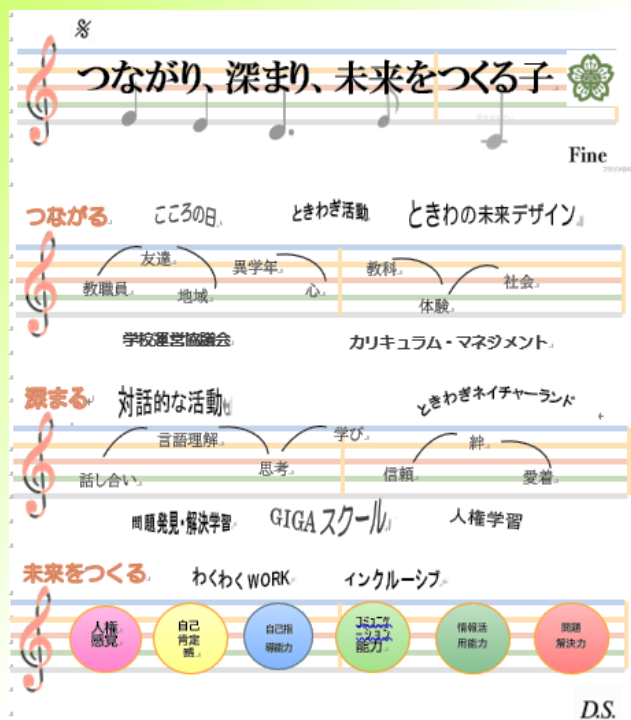 つながり、深まり、未来をつくる子
Fine
つながる
こころの日
ときわぎ活動
ときわの未来デザイン
友達
異学年
教科
社会
教職員
地域
心
体験
学校運営協議会
カリキュラム・マネジメント
深まる
対話的な活動
ときわぎネイチャーランド
言語理解
学び
絆
話し合い
思考
信頼
愛着
問題発見・解決学習
GIGAスクール
人権学習
未来をつくる
わくわくWORK
インクルーシブ
人権
感覚
自己
肯定
感
自己指
導能力
コミュニケ
ーション
能力
情報活
用能力
問題
解決力
D.S.